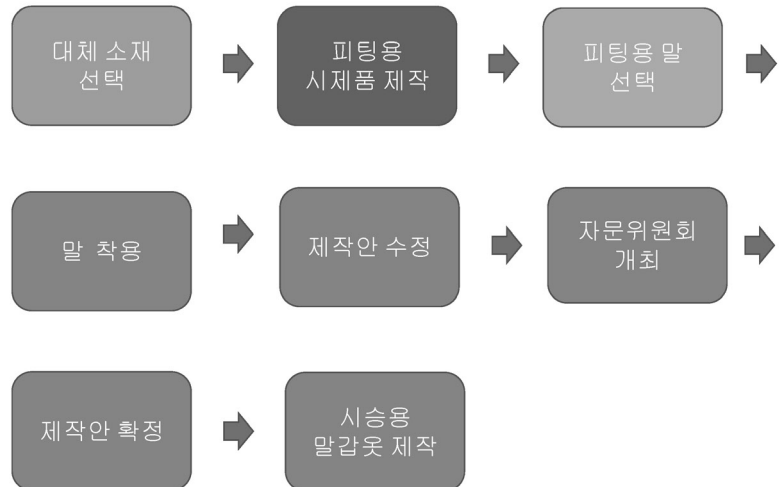 대체 소재
선택
피팅용
시제품 제작
피팅용 말
선택
말 착용
제작안 수정
자문위원회
개최
제작안 확정
시승용
말갑옷 제작